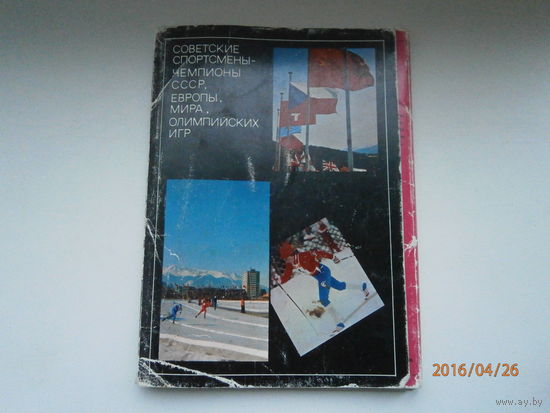 СОВЕТСКИЕ
СПОРТСМЕНЫ-
ЧЕМПИОНЫ
СССР,
ЕВРОПЫ,
МИРА,
ОЛИМПИЙСКИХ
ИГР
2016/04/26
www.ay.by